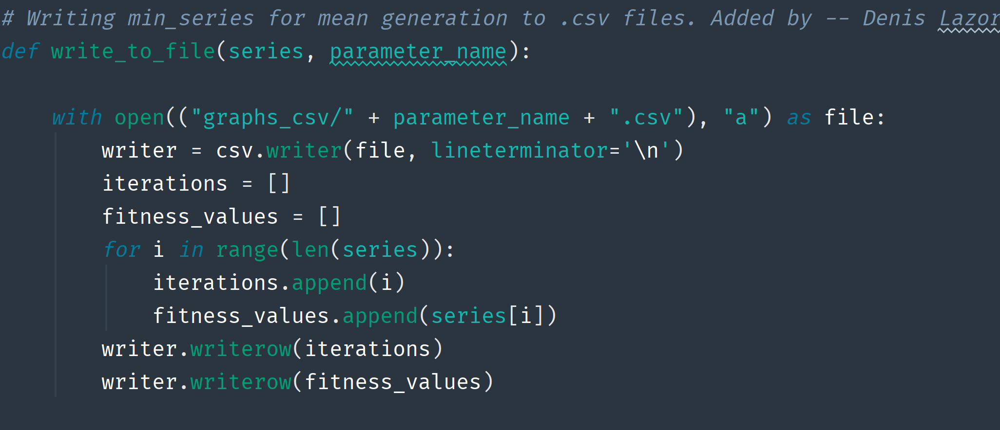 # Writing min_series for mean generation to .csv files. Added by -- Denis Lazor
def write_to_file(series, parameter_name):
with open(("graphs_csv/" + parameter_name + ".csv"), "a") as file:
writer = csv.writer(file, lineterminator='\n')
iterations = []
fitness_values = []
for i in range(len(series)):
iterations.append(i)
fitness_values.append(series[i])
writer.writerow(iterations)
writer.writerow(fitness_values)